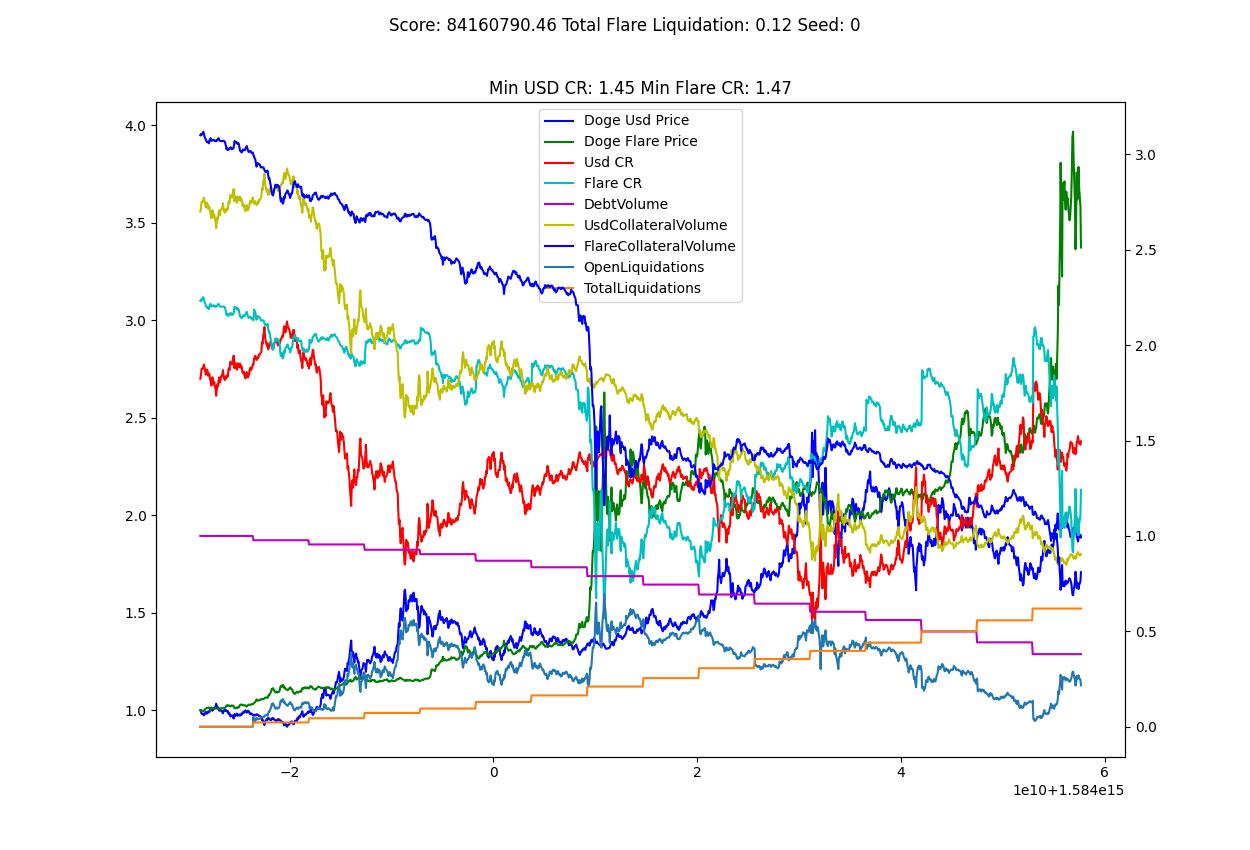 Score: 84160790.46 Total Flare Liquidation: 0.12 Seed: 0
Min USD CR: 1.45 Min Flare CR: 1.47
4.0
3.5
3.0
2.5
2.0
1.5
1.0
Doge Usd Price
Doge Flare Price
Usd CR
Flare CR
DebtVolume
UsdCollateralVolume
FlareCollateralVolume
OpenLiquidations
TotalLiquidations
3.0
2.5
2.0
1.5
1.0
0.5
0.0
−2 0 2 4 6
1e10+1.584e15